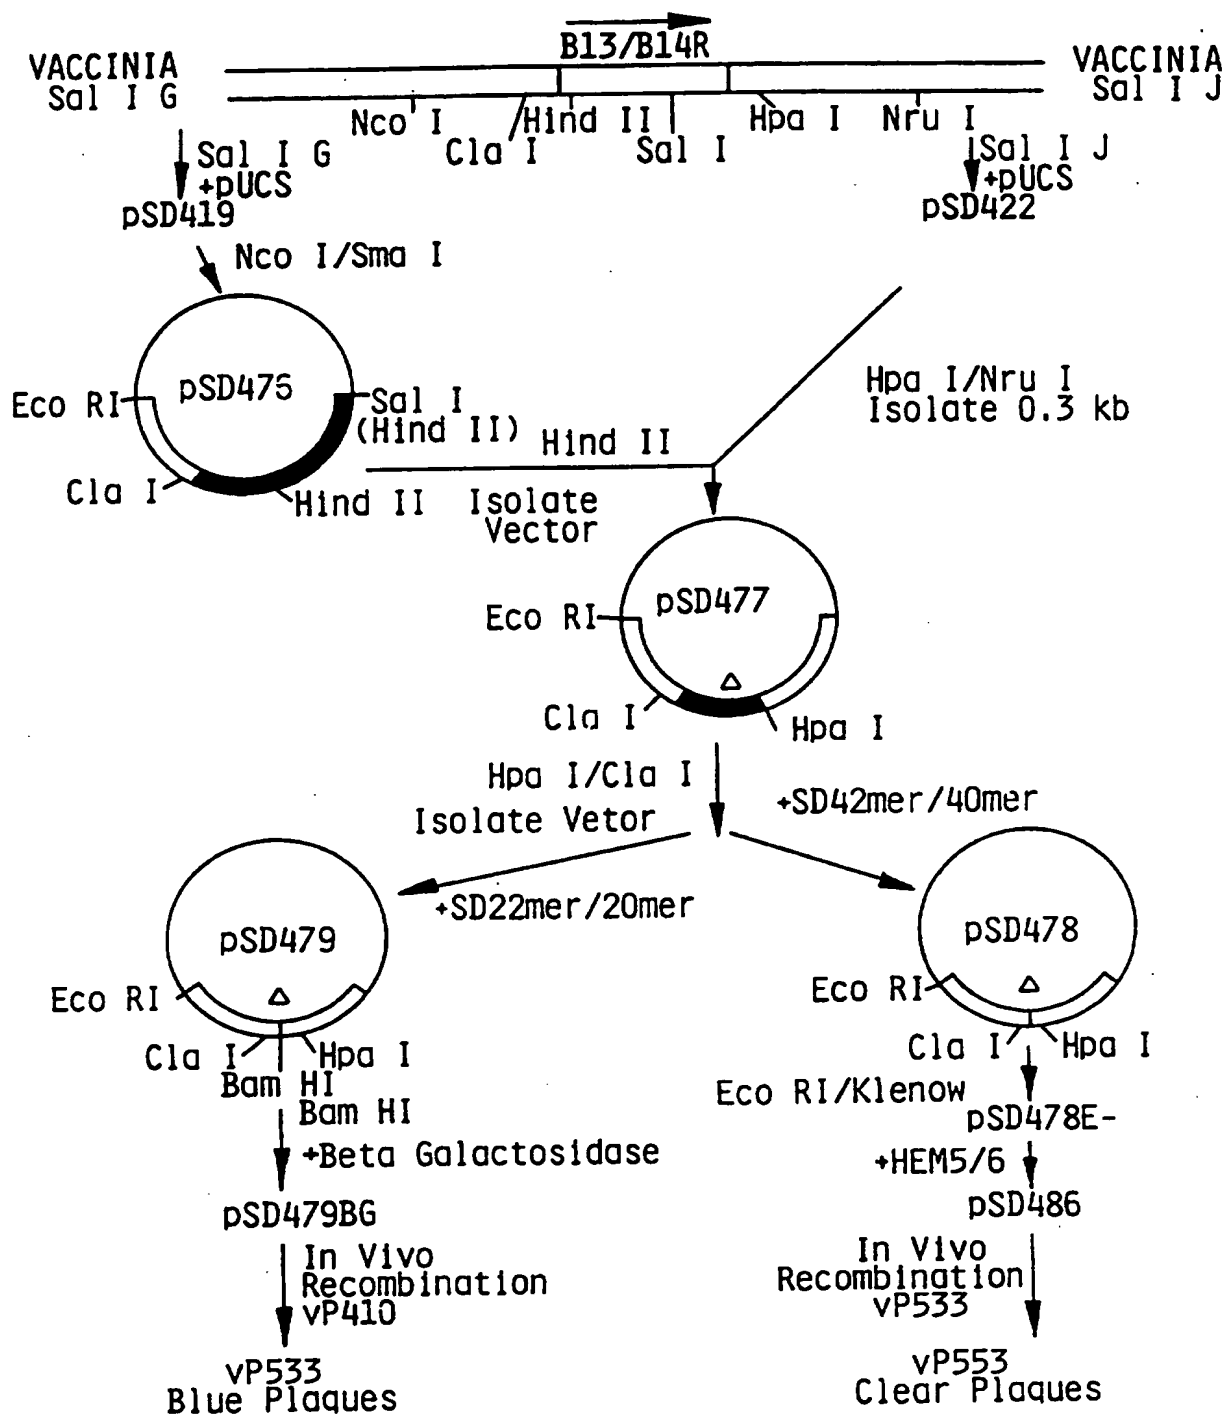 B13/B14R
VACCINIA
Sal I G
VACCINIA
Sal I J
Nco I
Cla I
Hind II
Sal I
Hpa I
Nru I
Sal I G
+pUCS
pSD419
Sal I J
+pUCS
pSD422
Nco I/Sma I
pSD475
Eco RI
Sal I
(Hind II)
Cla I
Hind II
Hind II
Isolate
Vector
Hpa I/Nru I
Isolate 0.3 kb
pSD477
Eco RI
Δ
Cla I
Hpa I
Hpa I/Cla I
Isolate Vetor
+SD42mer/40mer
+SD22mer/20mer
pSD479
Eco RI
Δ
Cla I
Hpa I
Bam HI
Bam HI
+Beta Galactosidase
pSD479BG
In Vivo
Recombination
vP410
vP533
Blue Plaques
pSD478
Eco RI
Δ
Cla I
Hpa I
Eco RI/Klenow
pSD478E-
+HEM5/6
pSD486
In Vivo
Recombination
vP533
vP553
Clear Plaques